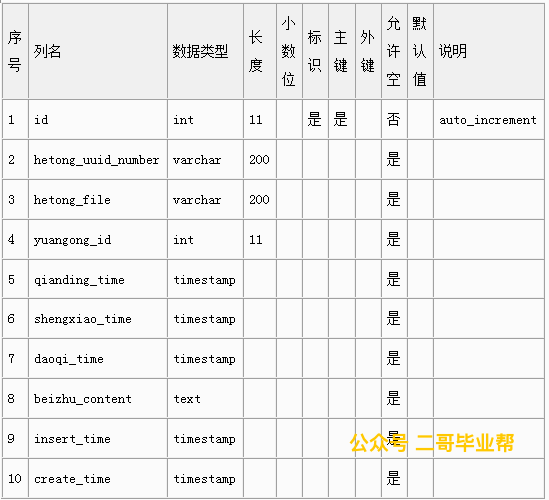 序号 列名 数据类型 长度 小数位 标识 主键 外键 允许空 默认值 说明
1 id int 11 是 是 否 auto_increment
2 hetong_uuid_number varchar 200 是
3 hetong_file varchar 200 是
4 yuangong_id int 11 是
5 qianding_time timestamp 是
6 shengxiao_time timestamp 是
7 daoqi_time timestamp 是
8 beizhu_content text 是
9 insert_time timestamp 是
公众号 二哥毕业帮
10 create_time timestamp 是